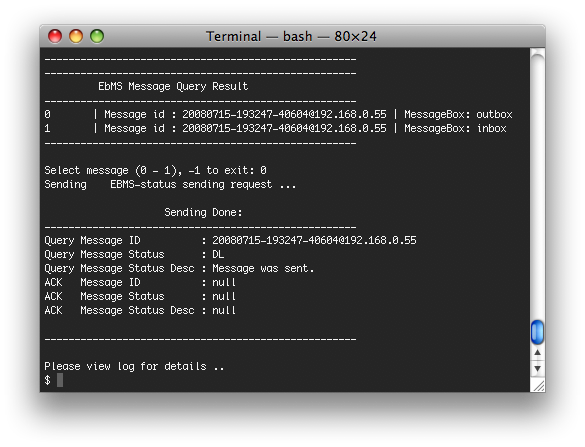 Terminal — bash — 80×24
----------------------------------------------------
----------------------------------------------------
EbMS Message Query Result
----------------------------------------------------
0       | Message id : 20080715-193247-40604@192.168.0.55 | MessageBox: outbox
1       | Message id : 20080715-193247-40604@192.168.0.55 | MessageBox: inbox
----------------------------------------------------
Select message (0 - 1), -1 to exit: 0
Sending    EBMS-status sending request ...
Sending Done:
----------------------------------------------------
Query Message ID          : 20080715-193247-40604@192.168.0.55
Query Message Status      : DL
Query Message Status Desc : Message was sent.
ACK   Message ID          : null
ACK   Message Status      : null
ACK   Message Status Desc : null
----------------------------------------------------
Please view log for details ..
$